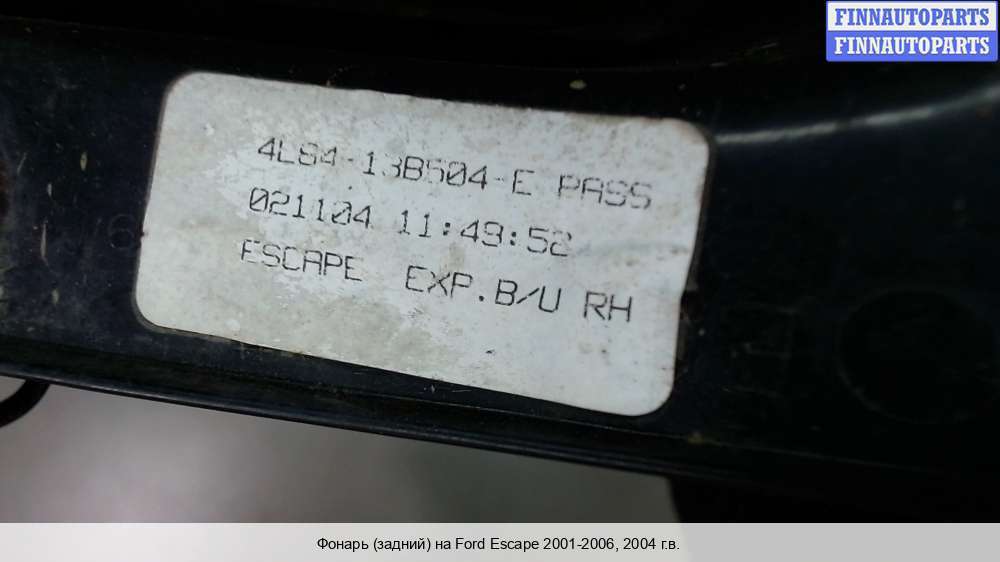 FINNAUTOPARTS
FINNAUTOPARTS
4L84-13B504-E PASS
021104 11:49:52
ESCAPE EXP.B/U RH
Фонарь (задний) на Ford Escape 2001-2006, 2004 г.в.